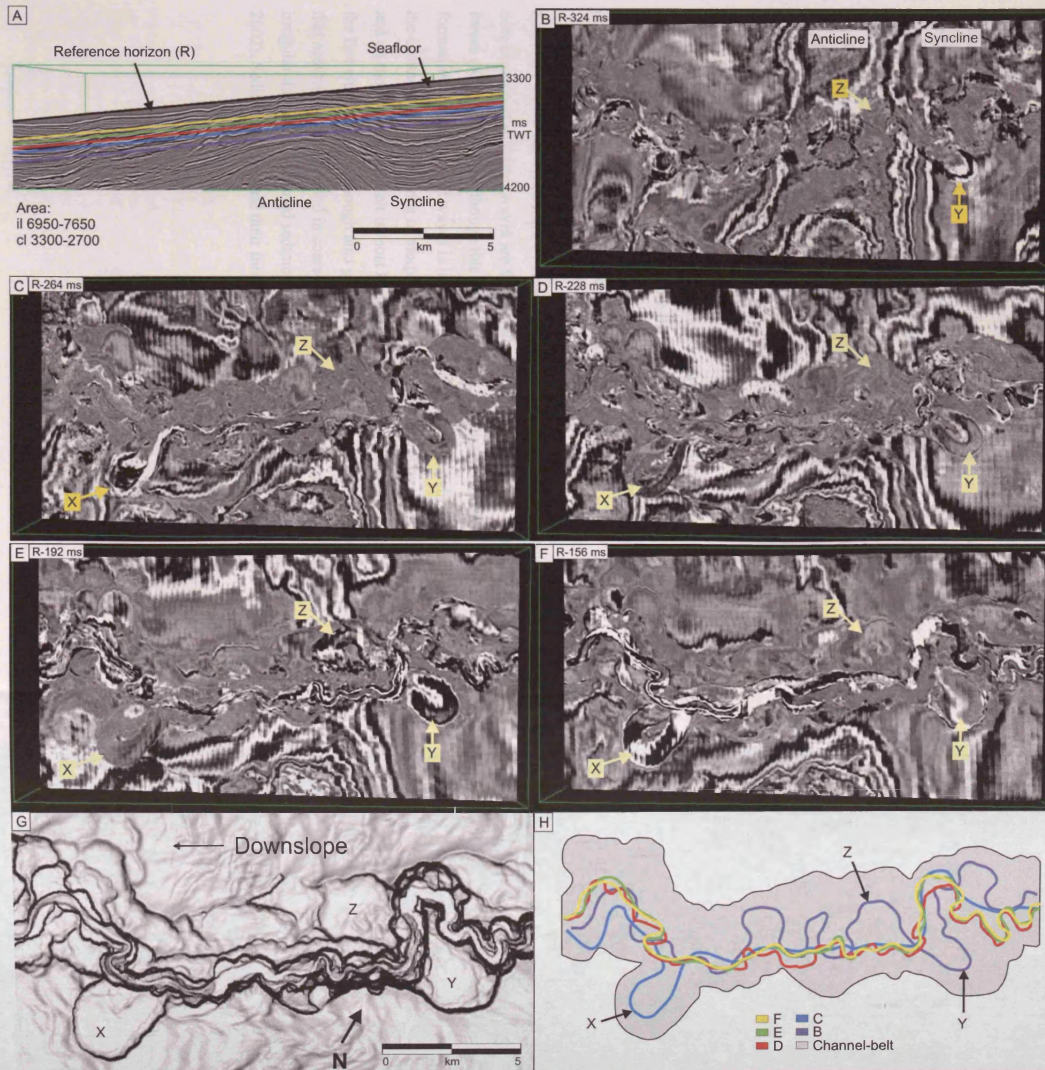 A
Reference horizon (R)
Seafloor
3300
ms
TWT
4200
Anticline
Syncline
Area:
il 6950-7650
cl 3300-2700
0
km
5
B
R-324 ms
Anticline
Syncline
Z
Y
C
R-264 ms
Z
X
Y
D
R-228 ms
Z
X
Y
E
R-192 ms
Z
X
Y
F
R-156 ms
Z
X
Y
G
Downslope
Z
X
Y
N
0
km
5
H
Z
X
Y
F
C
E
B
D
Channel-belt